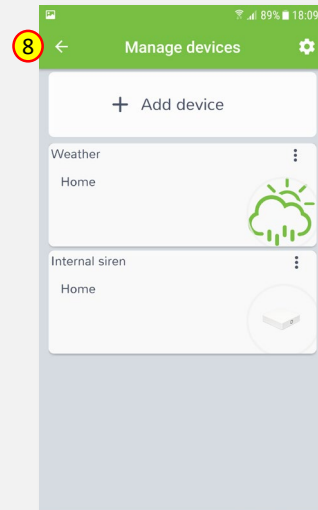 89% 18:09
8
Manage devices
+ Add device
Weather
Home
Internal siren
Home